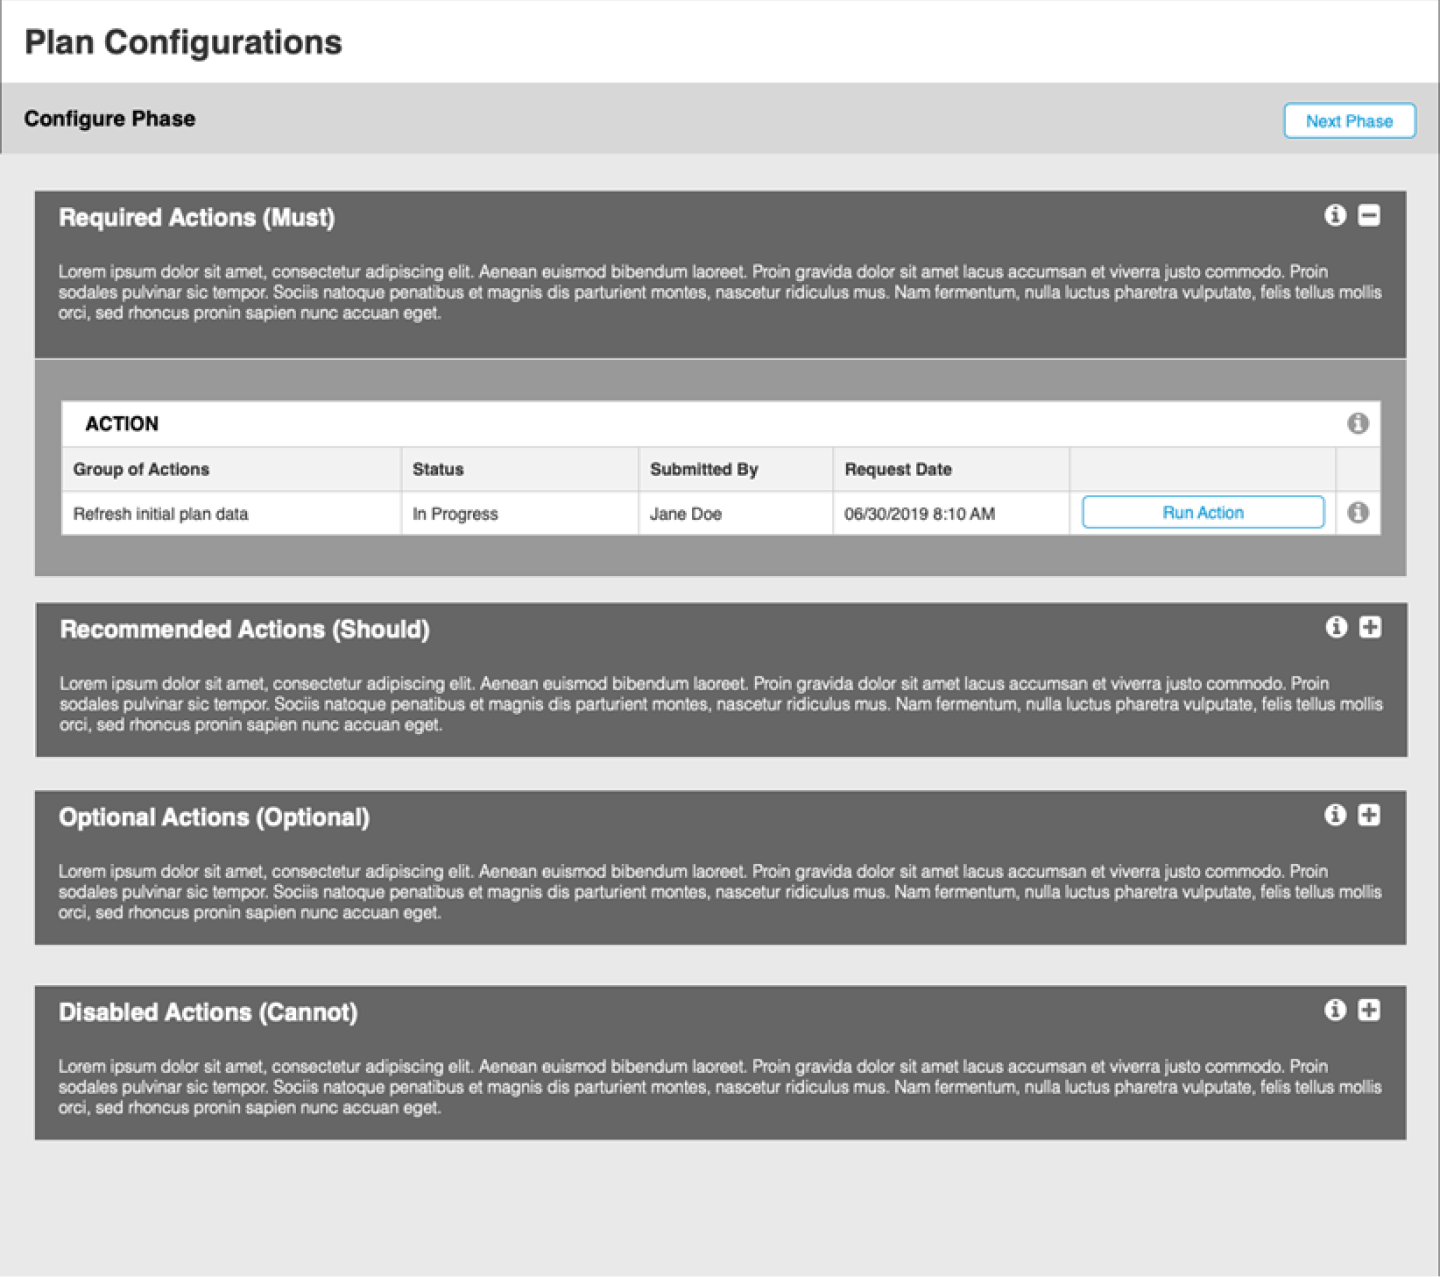 Plan Configurations
Configure Phase
Next Phase
Required Actions (Must)
Lorem ipsum dolor sit amet, consectetur adipiscing elit. Aenean euismod bibendum laoreet. Proin gravida dolor sit amet lacus accumsan et viverra justo commodo. Proin
sodales pulvinar sic tempor. Sociis natoque penatibus et magnis dis parturient montes, nascetur ridiculus mus. Nam fermentum, nulla luctus pharetra vulputate, felis tellus mollis
orci, sed rhoncus pronin sapien nunc accuan eget.
ACTION
Group of Actions Status Submitted By Request Date
Refresh initial plan data In Progress Jane Doe 06/30/2019 8:10 AM Run Action
Recommended Actions (Should)
Lorem ipsum dolor sit amet, consectetur adipiscing elit. Aenean euismod bibendum laoreet. Proin gravida dolor sit amet lacus accumsan et viverra justo commodo. Proin
sodales pulvinar sic tempor. Sociis natoque penatibus et magnis dis parturient montes, nascetur ridiculus mus. Nam fermentum, nulla luctus pharetra vulputate, felis tellus mollis
orci, sed rhoncus pronin sapien nunc accuan eget.
Optional Actions (Optional)
Lorem ipsum dolor sit amet, consectetur adipiscing elit. Aenean euismod bibendum laoreet. Proin gravida dolor sit amet lacus accumsan et viverra justo commodo. Proin
sodales pulvinar sic tempor. Sociis natoque penatibus et magnis dis parturient montes, nascetur ridiculus mus. Nam fermentum, nulla luctus pharetra vulputate, felis tellus mollis
orci, sed rhoncus pronin sapien nunc accuan eget.
Disabled Actions (Cannot)
Lorem ipsum dolor sit amet, consectetur adipiscing elit. Aenean euismod bibendum laoreet. Proin gravida dolor sit amet lacus accumsan et viverra justo commodo. Proin
sodales pulvinar sic tempor. Sociis natoque penatibus et magnis dis parturient montes, nascetur ridiculus mus. Nam fermentum, nulla luctus pharetra vulputate, felis tellus mollis
orci, sed rhoncus pronin sapien nunc accuan eget.